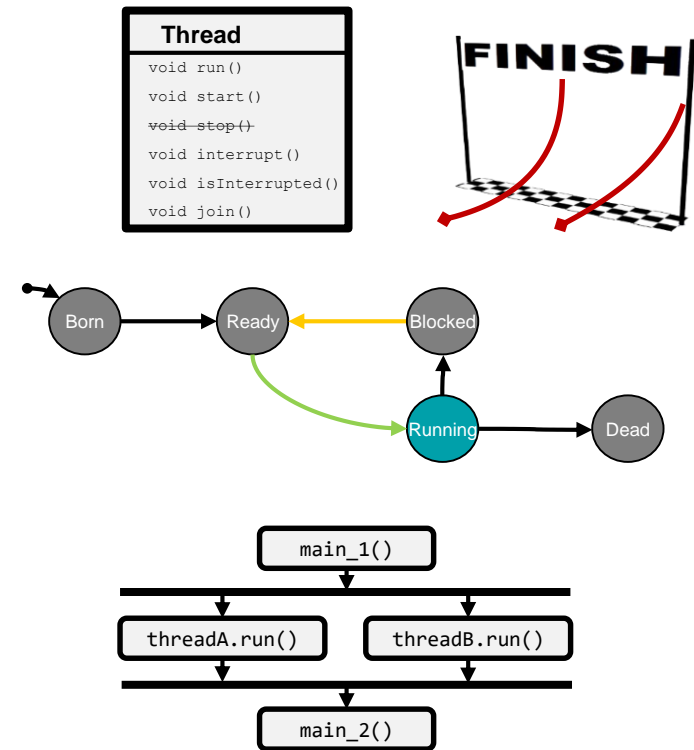 Thread
void run()
void start()
void stop()
void interrupt()
void isInterrupted()
void join()
FINISH
Born
Ready
Blocked
Running
Dead
main_1()
threadA.run()
threadB.run()
main_2()